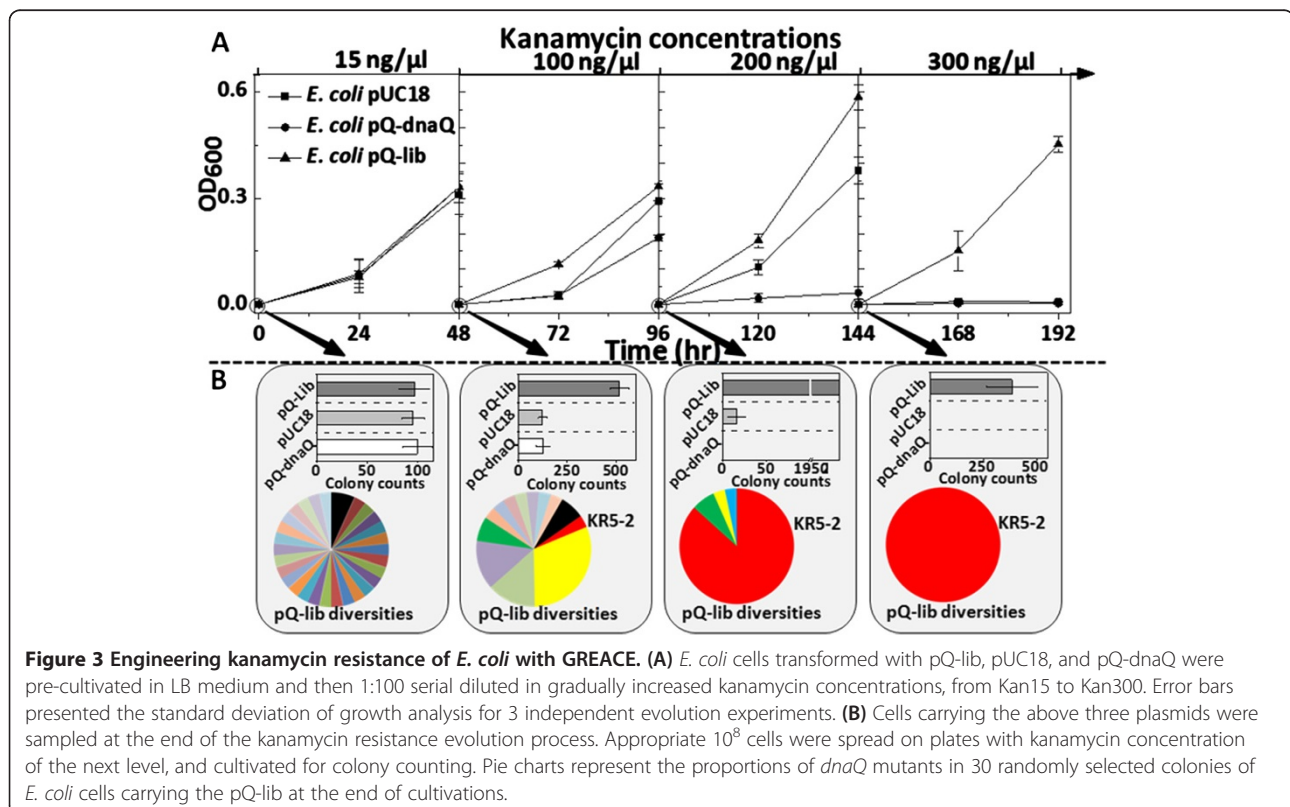 A
Kanamycin concentrations
15 ng/µl 100 ng/µl 200 ng/µl 300 ng/µl
E. coli pUC18
E. coli pQ-dnaQ
E. coli pQ-lib
OD600
0.6
0.3
0.0
0 24 48 72 96 120 144 168 192
Time (hr)
B
pQ-Lib
pUC18
pQ-dnaQ
0 50 100
Colony counts
pQ-lib diversities
pQ-Lib
pUC18
pQ-dnaQ
0 250 500
Colony counts
KR5-2
pQ-lib diversities
pQ-Lib
pUC18
pQ-dnaQ
0 50 1950
Colony counts
KR5-2
pQ-lib diversities
pQ-Lib
pUC18
pQ-dnaQ
0 250 500
Colony counts
KR5-2
pQ-lib diversities
Figure 3 Engineering kanamycin resistance of E. coli with GREACE. (A) E. coli cells transformed with pQ-lib, pUC18, and pQ-dnaQ were
pre-cultivated in LB medium and then 1:100 serial diluted in gradually increased kanamycin concentrations, from Kan15 to Kan300. Error bars
presented the standard deviation of growth analysis for 3 independent evolution experiments. (B) Cells carrying the above three plasmids were
sampled at the end of the kanamycin resistance evolution process. Appropriate 10⁸ cells were spread on plates with kanamycin concentration
of the next level, and cultivated for colony counting. Pie charts represent the proportions of dnaQ mutants in 30 randomly selected colonies of
E. coli cells carrying the pQ-lib at the end of cultivations.